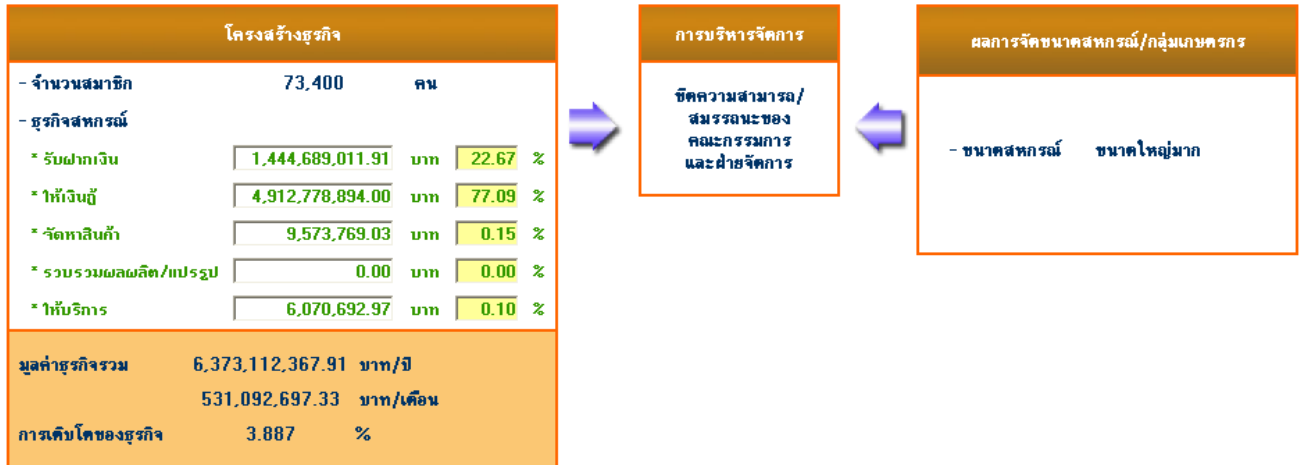 โครงสร้างธุรกิจ
- จำนวนสมาชิก 73,400 คน
- ธุรกิจสหกรณ์
* รับฝากเงิน 1,444,689,011.91 บาท 22.67 %
* ให้เงินกู้ 4,912,778,894.00 บาท 77.09 %
* จัดหาสินค้า 9,573,769.03 บาท 0.15 %
* รวบรวมผลผลิต/แปรรูป 0.00 บาท 0.00 %
* ให้บริการ 6,070,692.97 บาท 0.10 %
มูลค่าธุรกิจรวม 6,373,112,367.91 บาท/ปี
531,092,697.33 บาท/เดือน
การเติบโตของธุรกิจ 3.887 %
การบริหารจัดการ
ขีดความสามารถ/
สมรรถนะของ
คณะกรรมการ
และฝ่ายจัดการ
ผลการจัดขนาดสหกรณ์/กลุ่มเกษตรกร
- ขนาดสหกรณ์ ขนาดใหญ่มาก